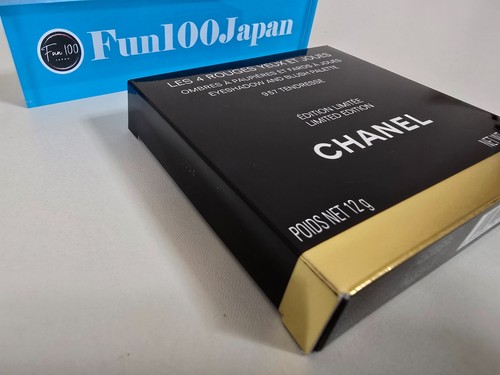 Fun 100
Fun100Japan
LES 4 ROUGES YEUX ET JOUES
OMBRES À PAUPIÈRES ET FARDS À JOUES
EYESHADOW AND BLUSH PALETTE
957 TENDRESSE
ÉDITION LIMITÉE
LIMITED EDITION
CHANEL
POIDS NET 12 g